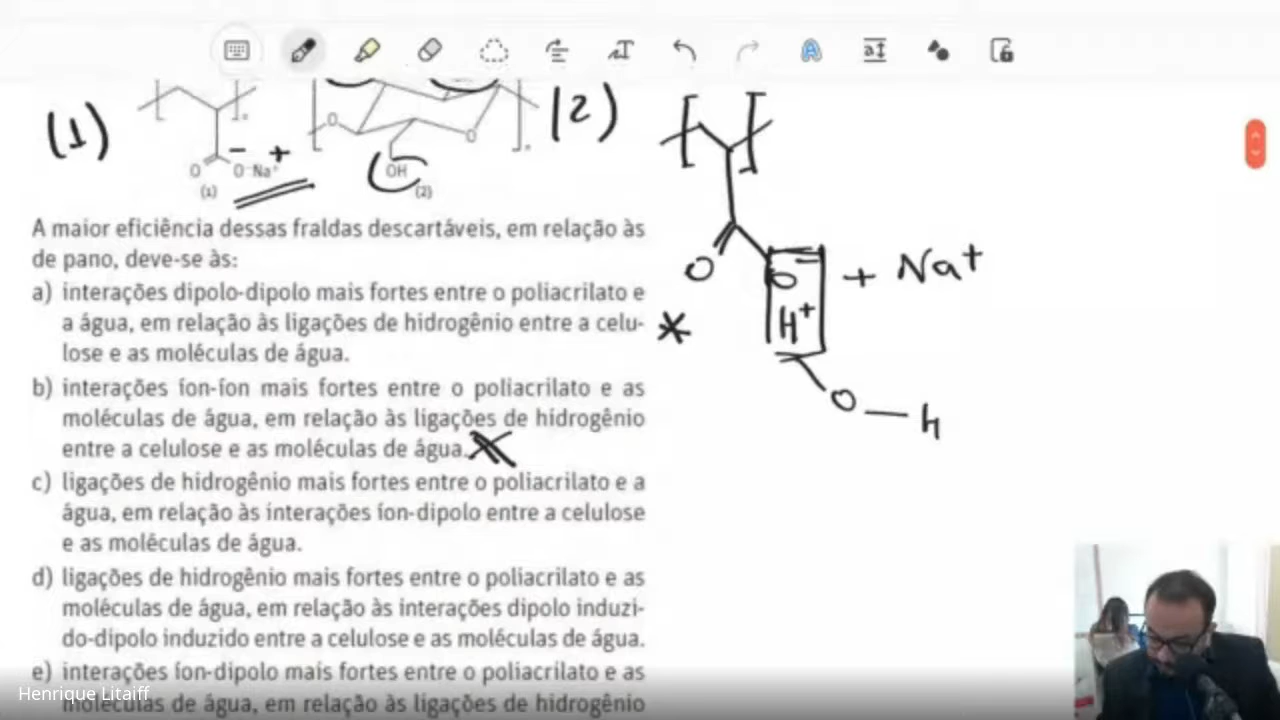 (1)
(2)
O
O
O
O⁻Na⁺
− +
OH
(1)
(2)
A maior eficiência dessas fraldas descartáveis, em relação às
de pano, deve-se às:
a) interações dipolo-dipolo mais fortes entre o poliacrilato e
a água, em relação às ligações de hidrogênio entre a celu-
lose e as moléculas de água.
b) interações íon-íon mais fortes entre o poliacrilato e as
moléculas de água, em relação às ligações de hidrogênio
entre a celulose e as moléculas de água.
c) ligações de hidrogênio mais fortes entre o poliacrilato e a
água, em relação às interações íon-dipolo entre a celulose
e as moléculas de água.
d) ligações de hidrogênio mais fortes entre o poliacrilato e as
moléculas de água, em relação às interações dipolo induzi-
do-dipolo induzido entre a celulose e as moléculas de água.
e) interações íon-dipolo mais fortes entre o poliacrilato e as
moléculas de água, em relação às ligações de hidrogênio
O
O⁻ + Na⁺
* H⁺
O — H
Henrique Litaiff